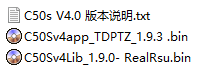 C50s V4.0 版本说明.txt
C50Sv4app_TDPTZ_1.9.3 .bin
C50Sv4Lib_1.9.0- RealRsu.bin